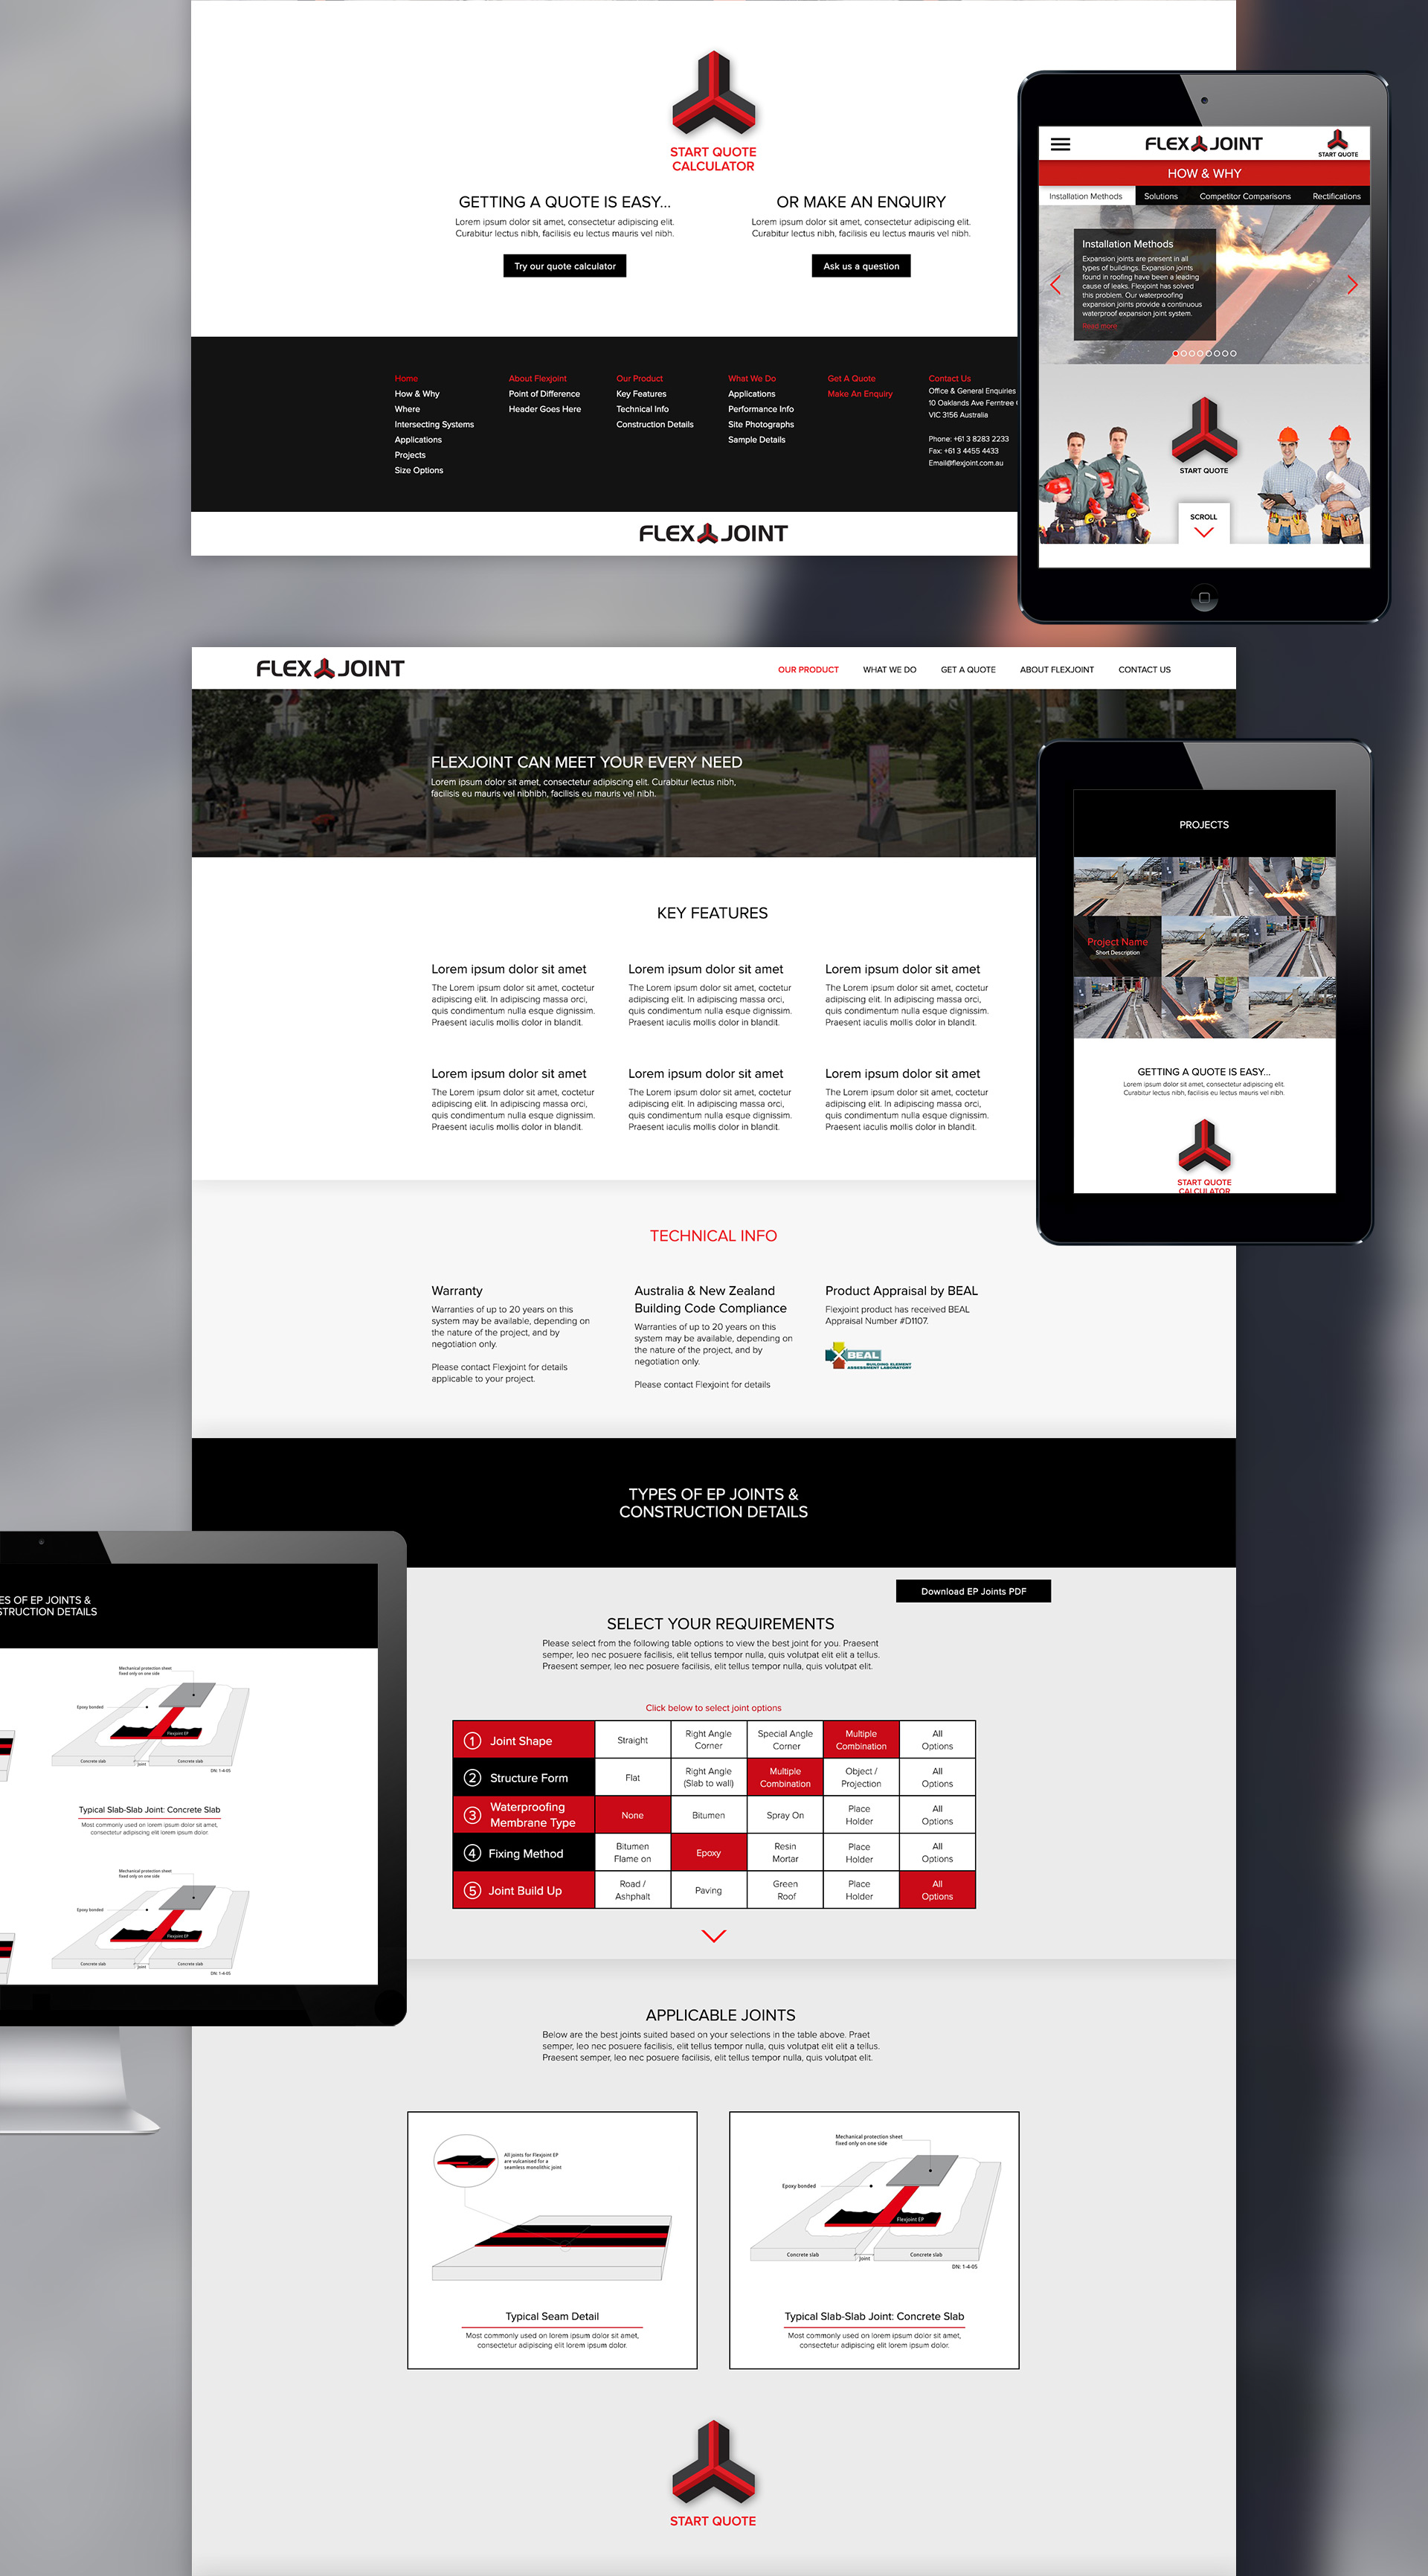 START QUOTE
CALCULATOR
GETTING A QUOTE IS EASY...
Lorem ipsum dolor sit amet, consectetur adipiscing elit.
Curabitur lectus nibh, facilisis eu lectus mauris vel nibh.
Try our quote calculator
OR MAKE AN ENQUIRY
Lorem ipsum dolor sit amet, consectetur adipiscing elit.
Curabitur lectus nibh, facilisis eu lectus mauris vel nibh.
Ask us a question
Home
How & Why
Where
Intersecting Systems
Applications
Projects
Size Options
About Flexjoint
Point of Difference
Header Goes Here
Our Product
Key Features
Technical Info
Construction Details
What We Do
Applications
Performance Info
Site Photographs
Sample Details
Get A Quote
Make An Enquiry
Contact Us
Office & General Enquiries
10 Oaklands Ave Ferntree
VIC 3156 Australia
Phone: +61 3 8283 2233
Fax: +61 3 4455 4433
Email@flexjoint.com.au
FLEX JOINT
FLEX JOINT
START QUOTE
HOW & WHY
Installation Methods
Solutions
Competitor Comparisons
Rectifications
Installation Methods
Expansion joints are present in all
types of buildings. Expansion joints
found in roofing have been a leading
cause of leaks. Flexjoint has solved
this problem. Our waterproofing
expansion joints provide a continuous
waterproof expansion joint system.
Read more
START QUOTE
SCROLL
FLEX JOINT
OUR PRODUCT
WHAT WE DO
GET A QUOTE
ABOUT FLEXJOINT
CONTACT US
FLEXJOINT CAN MEET YOUR EVERY NEED
Lorem ipsum dolor sit amet, consectetur adipiscing elit. Curabitur lectus nibh,
facilisis eu mauris vel nibhibh, facilisis eu mauris vel nibh.
KEY FEATURES
Lorem ipsum dolor sit amet
The Lorem ipsum dolor sit amet, coctetur
adipiscing elit. In adipiscing massa orci,
quis condimentum nulla esque dignissim.
Praesent iaculis mollis dolor in blandit.
Lorem ipsum dolor sit amet
The Lorem ipsum dolor sit amet, coctetur
adipiscing elit. In adipiscing massa orci,
quis condimentum nulla esque dignissim.
Praesent iaculis mollis dolor in blandit.
Lorem ipsum dolor sit amet
The Lorem ipsum dolor sit amet, coctetur
adipiscing elit. In adipiscing massa orci,
quis condimentum nulla esque dignissim.
Praesent iaculis mollis dolor in blandit.
Lorem ipsum dolor sit amet
The Lorem ipsum dolor sit amet, coctetur
adipiscing elit. In adipiscing massa orci,
quis condimentum nulla esque dignissim.
Praesent iaculis mollis dolor in blandit.
Lorem ipsum dolor sit amet
The Lorem ipsum dolor sit amet, coctetur
adipiscing elit. In adipiscing massa orci,
quis condimentum nulla esque dignissim.
Praesent iaculis mollis dolor in blandit.
Lorem ipsum dolor sit amet
The Lorem ipsum dolor sit amet, coctetur
adipiscing elit. In adipiscing massa orci,
quis condimentum nulla esque dignissim.
Praesent iaculis mollis dolor in blandit.
PROJECTS
Project Name
Short Description
GETTING A QUOTE IS EASY...
Lorem ipsum dolor sit amet, consectetur adipiscing elit.
Curabitur lectus nibh, facilisis eu lectus mauris vel nibh.
START QUOTE
CALCULATOR
TECHNICAL INFO
Warranty
Warranties of up to 20 years on this
system may be available, depending on
the nature of the project, and by
negotiation only.
Please contact Flexjoint for details
applicable to your project.
Australia & New Zealand
Building Code Compliance
Warranties of up to 20 years on this
system may be available, depending on
the nature of the project, and by
negotiation only.
Please contact Flexjoint for details
Product Appraisal by BEAL
Flexjoint product has received BEAL
Appraisal Number #D1107.
BEAL
BUILDING ELEMENT
ASSESSMENT LABORATORY
TYPES OF EP JOINTS &
CONSTRUCTION DETAILS
Download EP Joints PDF
SELECT YOUR REQUIREMENTS
Please select from the following table options to view the best joint for you. Praesent
semper, leo nec posuere facilisis, elit tellus tempor nulla, quis volutpat elit elit a tellus.
Praesent semper, leo nec posuere facilisis, elit tellus tempor nulla, quis volutpat elit.
Click below to select joint options
1 Joint Shape
Straight
Right Angle
Corner
Special Angle
Corner
Multiple
Combination
All
Options
2 Structure Form
Flat
Right Angle
(Slab to wall)
Multiple
Combination
Object /
Projection
All
Options
3 Waterproofing
Membrane Type
None
Bitumen
Spray On
Place
Holder
All
Options
4 Fixing Method
Bitumen
Flame on
Epoxy
Resin
Mortar
Place
Holder
All
Options
5 Joint Build Up
Road /
Ashphalt
Paving
Green
Roof
Place
Holder
All
Options
ES OF EP JOINTS &
STRUCTION DETAILS
Mechanical protection sheet
fixed only on one side
Epoxy bonded
Flexjoint EP
Concrete slab
Joint
Concrete slab
DN: 1-4-05
Typical Slab-Slab Joint: Concrete Slab
Most commonly used on lorem ipsum dolor sit amet,
consectetur adipiscing elit lorem ipsum dolor
Mechanical protection sheet
fixed only on one side
Epoxy bonded
Flexjoint EP
Concrete slab
Joint
Concrete slab
DN: 1-4-05
APPLICABLE JOINTS
Below are the best joints suited based on your selections in the table above. Praet
semper, leo nec posuere facilisis, elit tellus tempor nulla, quis volutpat elit elit a tellus.
Praesent semper, leo nec posuere facilisis, elit tellus tempor nulla, quis volutpat elit.
All joints for Flexjoint EP
are vulcanised for a
seamless monolithic joint
Typical Seam Detail
Most commonly used on lorem ipsum dolor sit amet,
consectetur adipiscing elit lorem ipsum dolor.
Mechanical protection sheet
fixed only on one side
Epoxy bonded
Flexjoint EP
Concrete slab
Joint
Concrete slab
DN: 1-4-05
Typical Slab-Slab Joint: Concrete Slab
Most commonly used on lorem ipsum dolor sit amet,
consectetur adipiscing elit lorem ipsum dolor.
START QUOTE